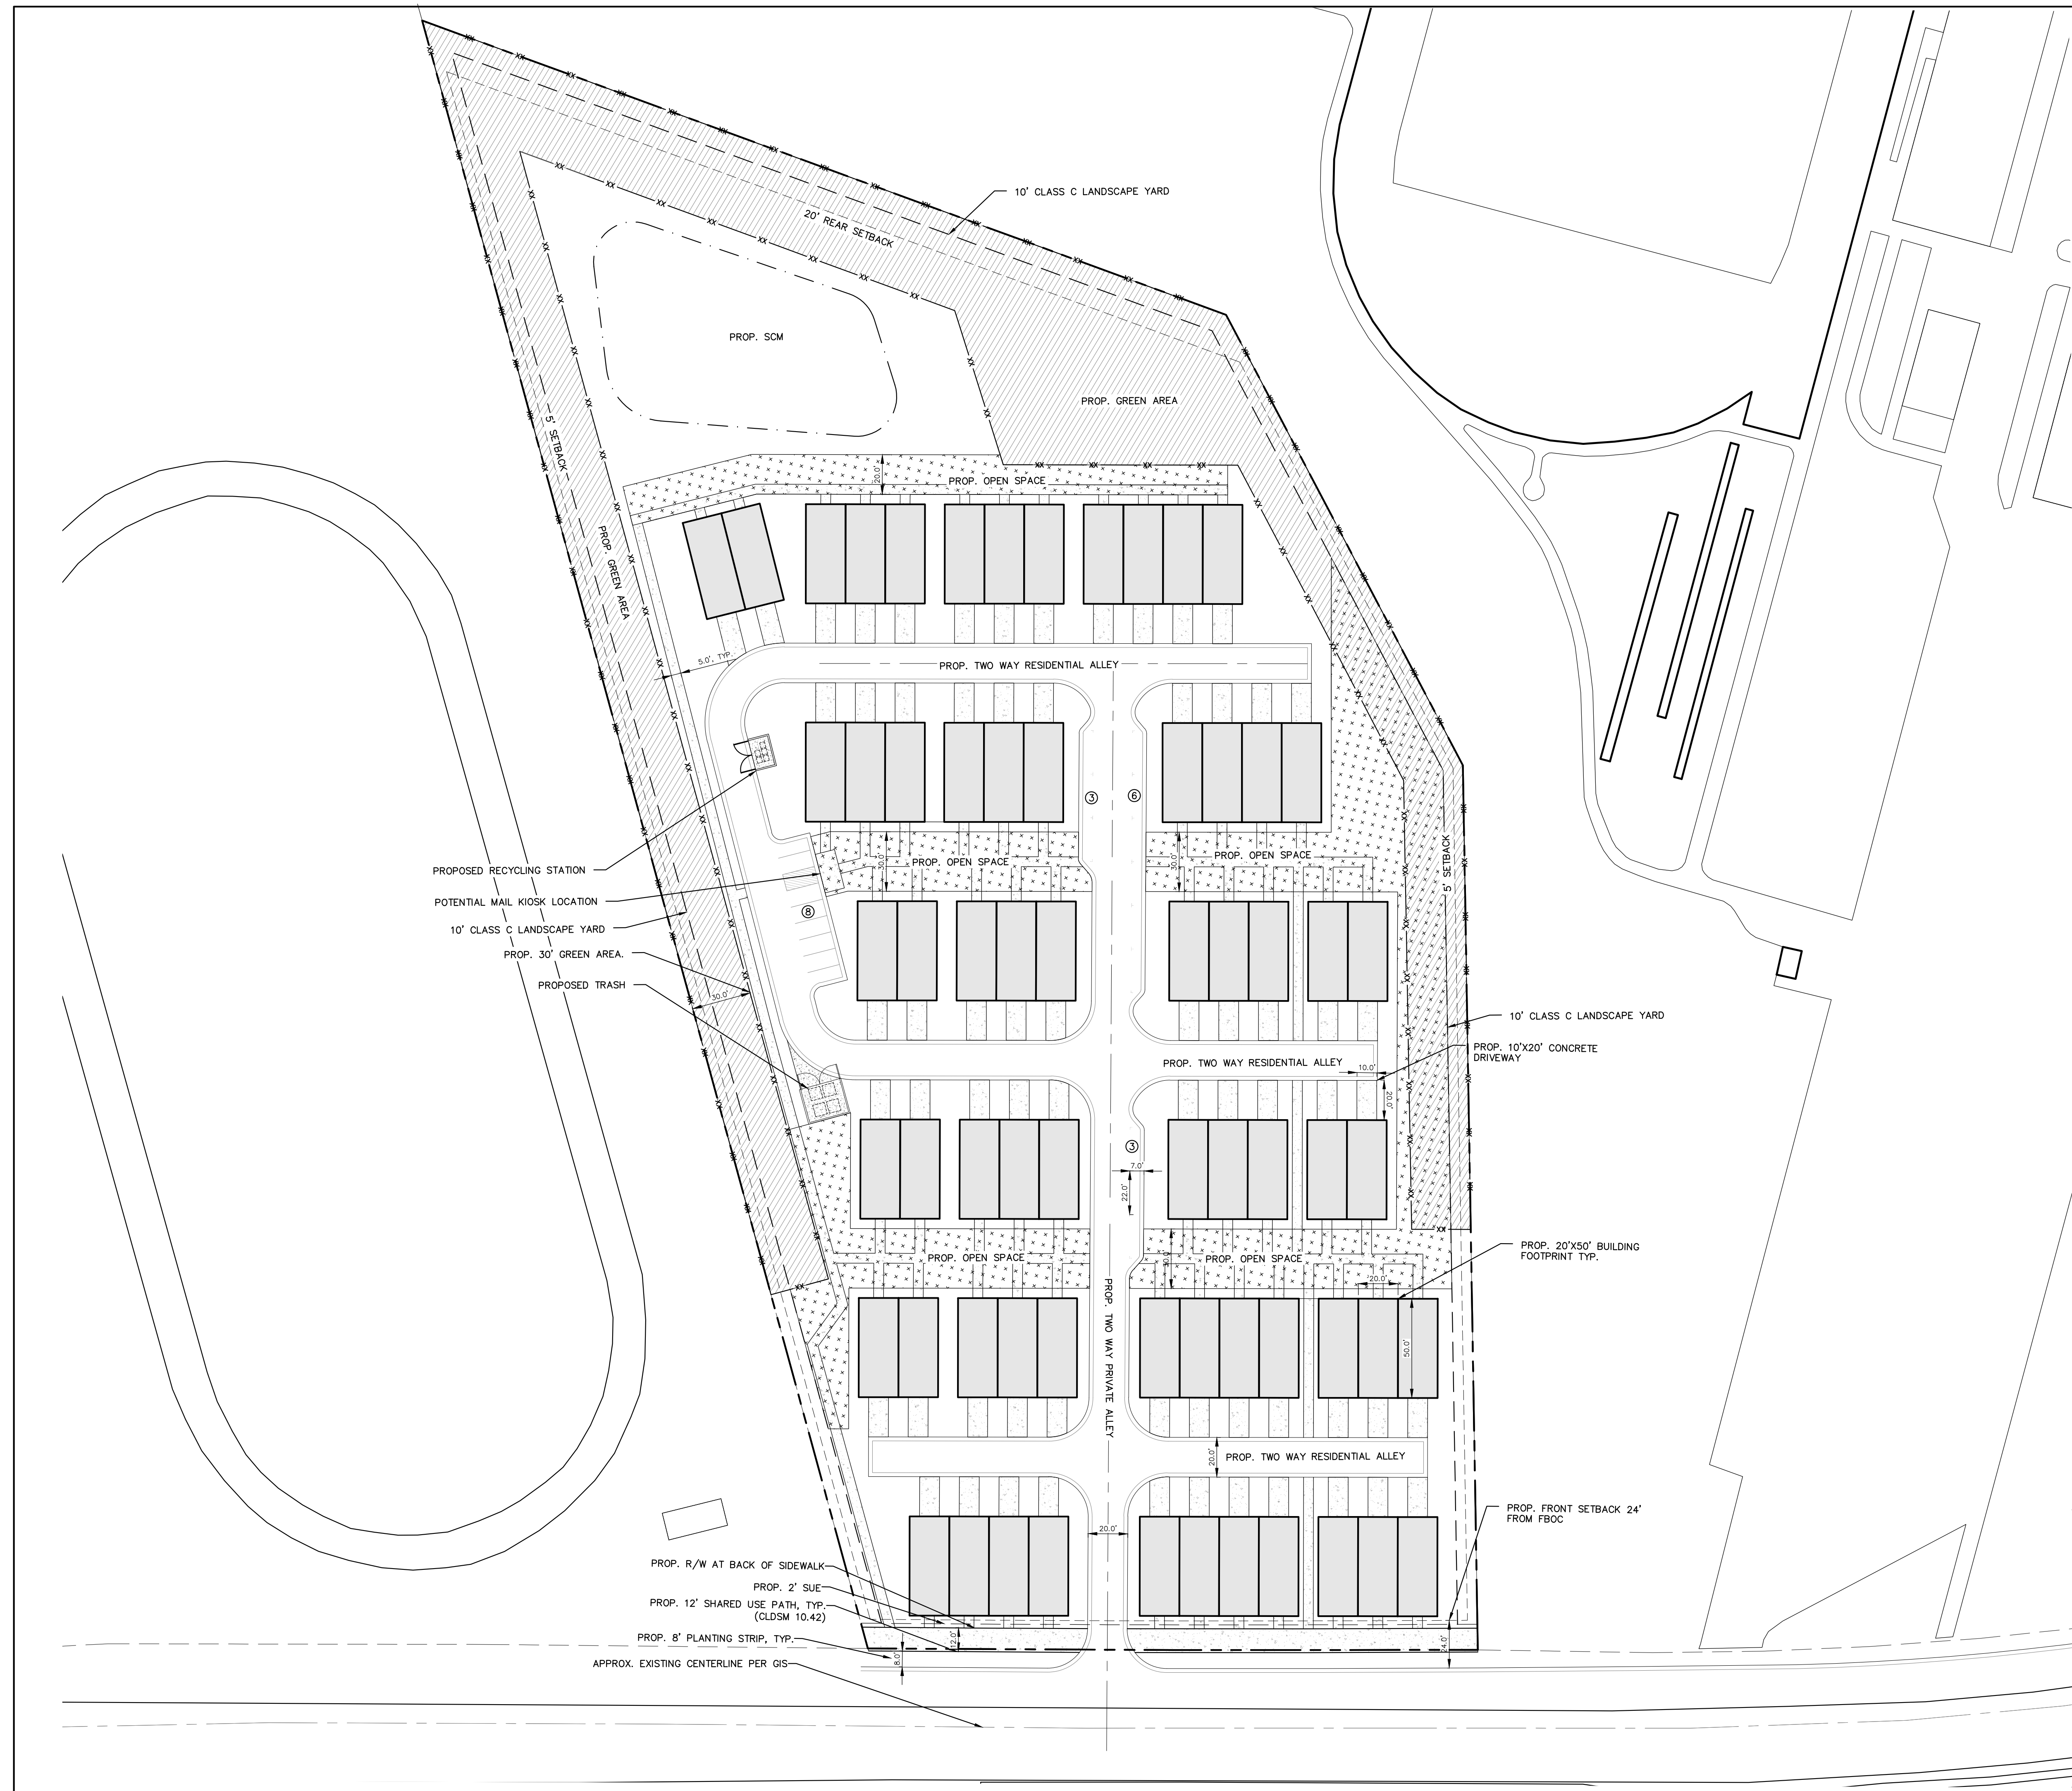 10' CLASS C LANDSCAPE YARD
20' REAR SETBACK
PROP. SCM
PROP. GREEN AREA
5' SETBACK
20.0'
PROP. OPEN SPACE
PROP. GREEN AREA
5.0', TYP.
PROP. TWO WAY RESIDENTIAL ALLEY
3
6
5' SETBACK
PROPOSED RECYCLING STATION
30.0'
PROP. OPEN SPACE
30.0'
PROP. OPEN SPACE
POTENTIAL MAIL KIOSK LOCATION
8
10' CLASS C LANDSCAPE YARD
PROP. 30' GREEN AREA.
PROPOSED TRASH
30.0'
10' CLASS C LANDSCAPE YARD
PROP. 10'X20' CONCRETE
DRIVEWAY
PROP. TWO WAY RESIDENTIAL ALLEY
10.0'
20.0'
3
7.0'
22.0'
PROP. OPEN SPACE
30.0'
PROP. OPEN SPACE
PROP. 20'X50' BUILDING
FOOTPRINT TYP.
20.0'
50.0'
PROP. TWO WAY PRIVATE ALLEY
20.0'
PROP. TWO WAY RESIDENTIAL ALLEY
PROP. FRONT SETBACK 24'
FROM FBOC
20.0'
PROP. R/W AT BACK OF SIDEWALK
PROP. 2' SUE
PROP. 12' SHARED USE PATH, TYP.
(CLDSM 10.42)
12.0'
24.0'
PROP. 8' PLANTING STRIP, TYP.
8.0'
APPROX. EXISTING CENTERLINE PER GIS